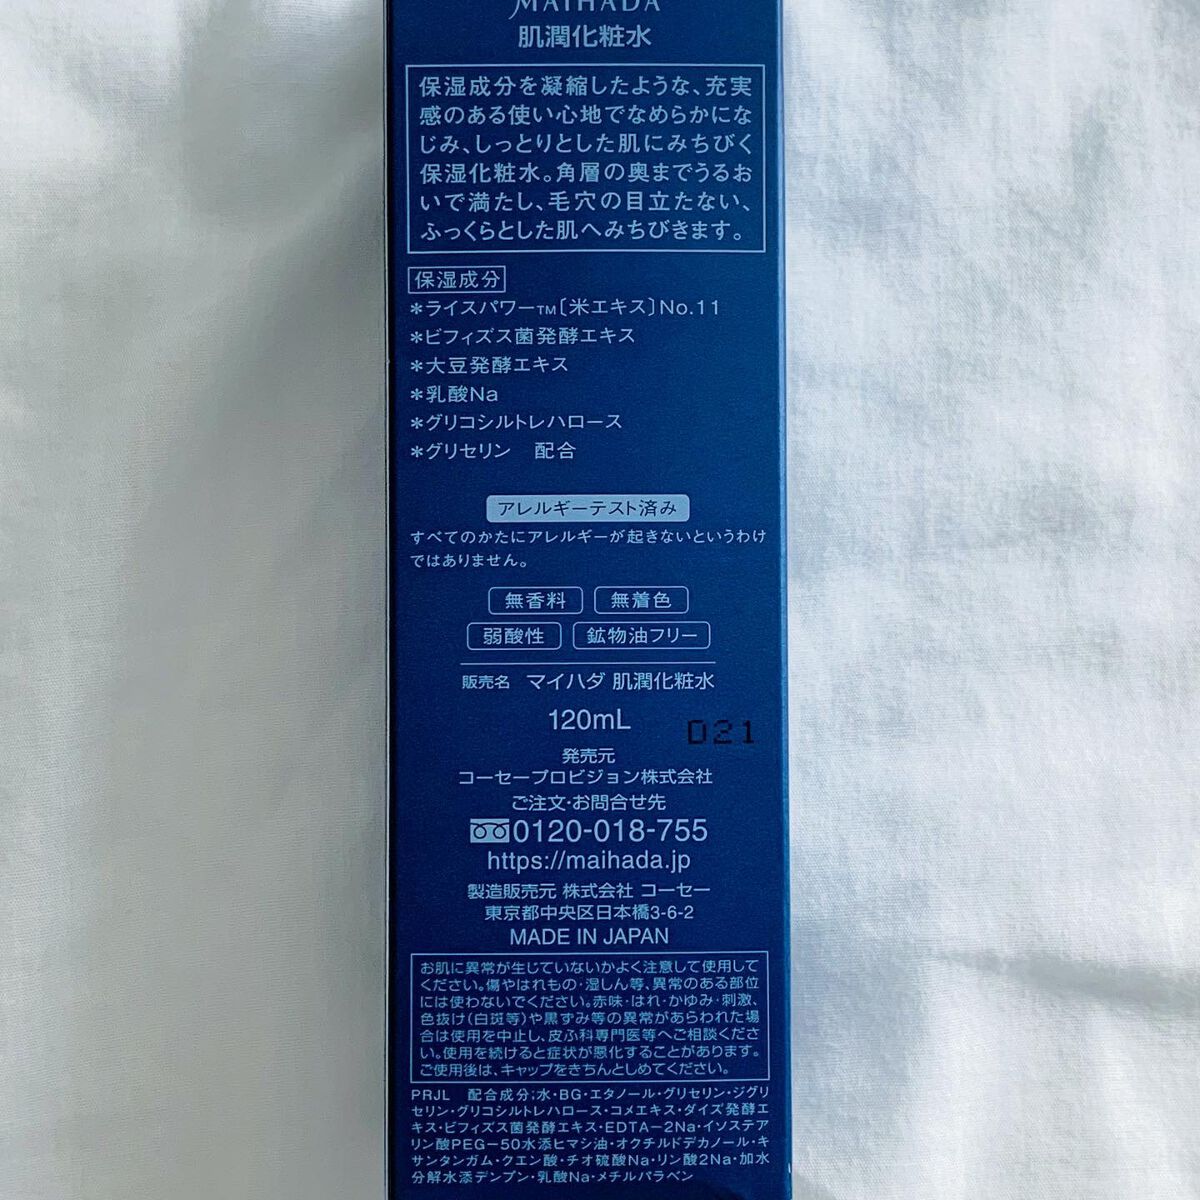 MAIHADA
肌潤化粧水
保湿成分を凝縮したような、充実
感のある使い心地でなめらかにな
じみ、しっとりとした肌にみちびく
保湿化粧水。角層の奥までうるお
いで満たし、毛穴の目立たない、
ふっくらとした肌へみちびきます。
保湿成分
*ライスパワー™〔米エキス〕No.11
*ビフィズス菌発酵エキス
*大豆発酵エキス
*乳酸Na
*グリコシルトレハロース
*グリセリン 配合
アレルギーテスト済み
すべてのかたにアレルギーが起きないというわけ
ではありません。
無香料 無着色
弱酸性 鉱物油フリー
販売名 マイハダ 肌潤化粧水
120mL
D21
発売元
コーセープロビジョン株式会社
ご注文・お問合せ先
0120-018-755
https://maihada.jp
製造販売元 株式会社 コーセー
東京都中央区日本橋3-6-2
MADE IN JAPAN
お肌に異常が生じていないかよく注意して使用して
ください。傷やはれもの・湿しん等、異常のある部位
には使わないでください。赤味・はれ・かゆみ・刺激、
色抜け(白斑等)や黒ずみ等の異常があらわれた場
合は使用を中止し、皮ふ科専門医等へご相談くださ
い。使用を続けると症状が悪化することがあります。
ご使用後は、キャップをきちんとしめてください。
PRJL 配合成分;水・BG・エタノール・グリセリン・ジグリ
セリン・グリコシルトレハロース・コメエキス・ダイズ発酵エ
キス・ビフィズス菌発酵エキス・EDTA-2Na・イソステア
リン酸PEG-50水添ヒマシ油・オクチルドデカノール・キ
サンタンガム・クエン酸・チオ硫酸Na・リン酸2Na・加水
分解水添デンプン・乳酸Na・メチルパラベン